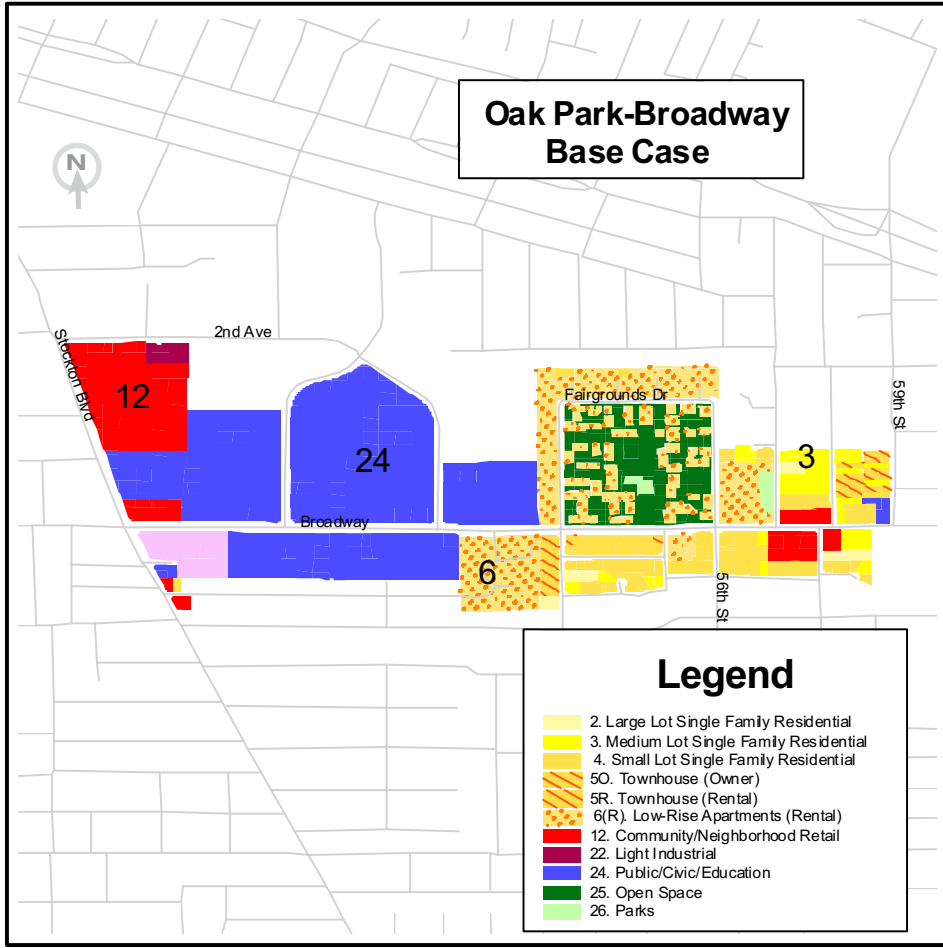 Oak Park-Broadway
Base Case
N
2nd Ave
Stockton Blvd
12
Fairgrounds Dr
59th St
24
3
Broadway
6
56th St
Legend
2. Large Lot Single Family Residential
3. Medium Lot Single Family Residential
4. Small Lot Single Family Residential
5O. Townhouse (Owner)
5R. Townhouse (Rental)
6(R). Low-Rise Apartments (Rental)
12. Community/Neighborhood Retail
22. Light Industrial
24. Public/Civic/Education
25. Open Space
26. Parks